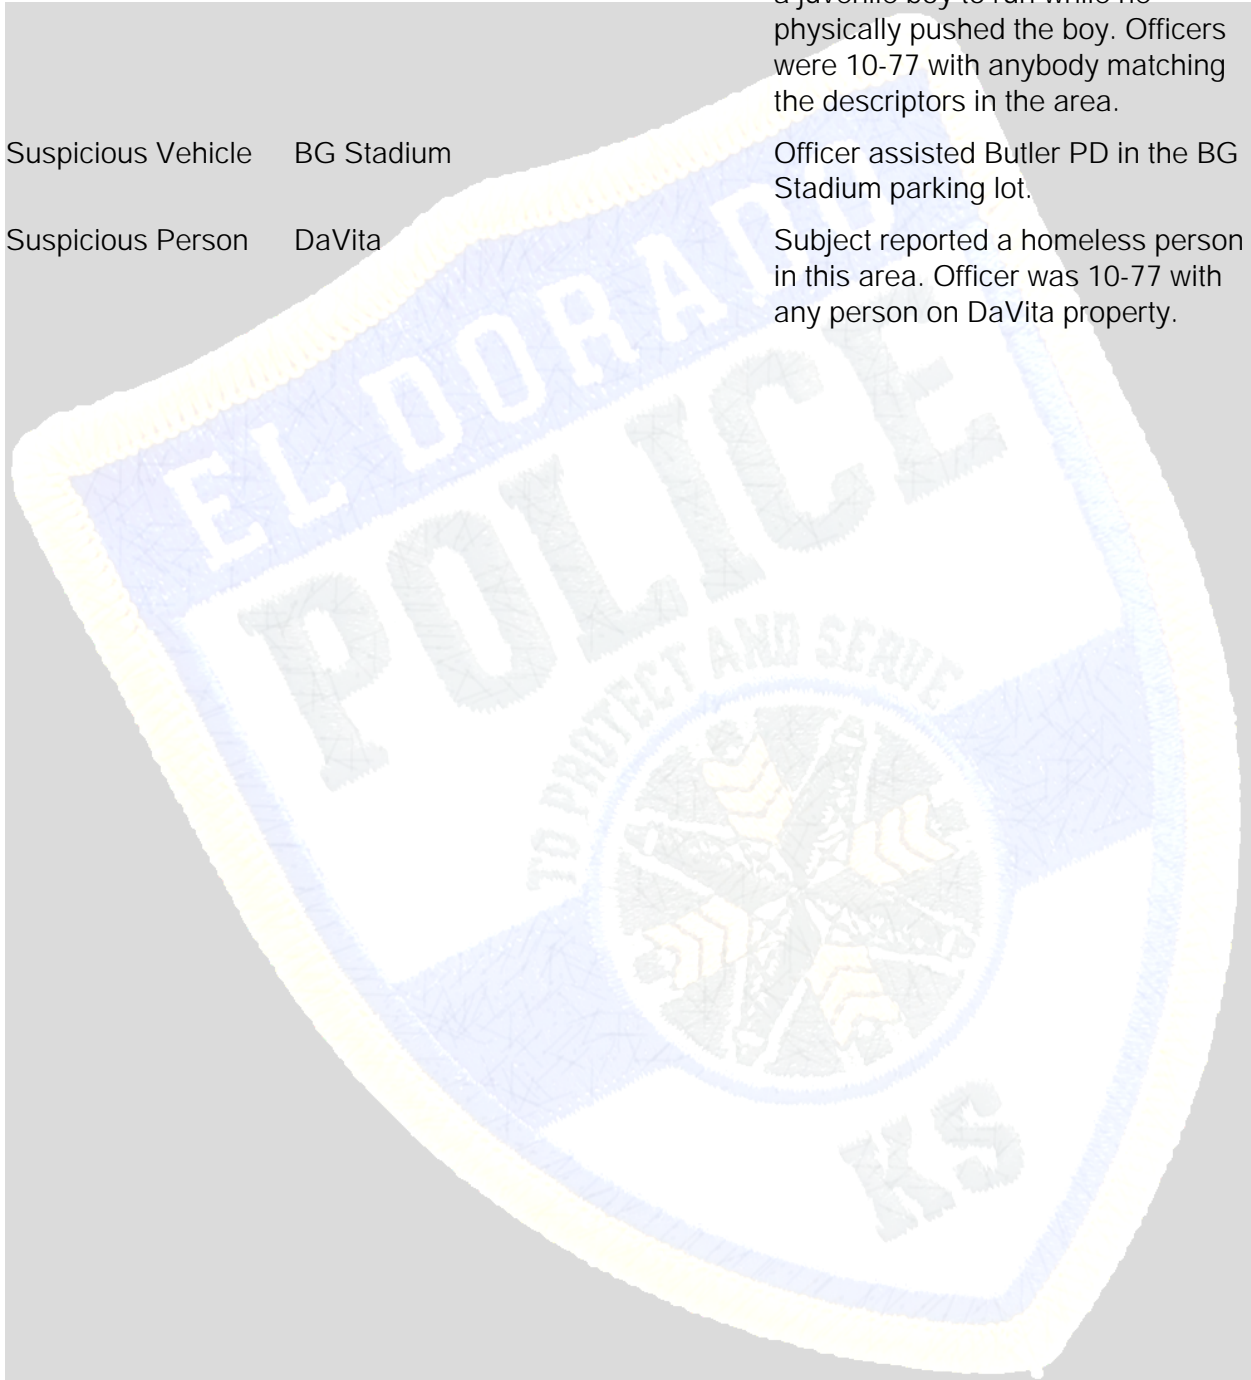 physically pushed the boy. Officers
were 10-77 with anybody matching
the descriptors in the area.
Suspicious Vehicle BG Stadium Officer assisted Butler PD in the BG
Stadium parking lot.
Suspicious Person DaVita Subject reported a homeless person
in this area. Officer was 10-77 with
any person on DaVita property.
EL DORADO
POLICE
TO PROTECT AND SERVE
KS